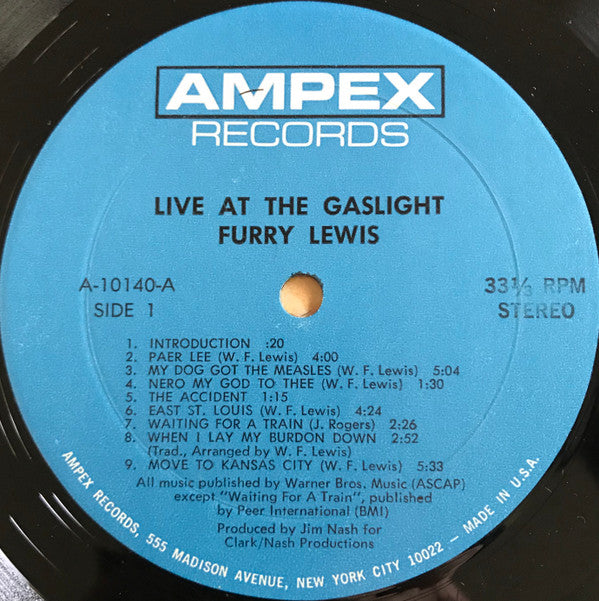 AMPEX
RECORDS
LIVE AT THE GASLIGHT
FURRY LEWIS
A-10140-A
SIDE 1
33⅓ RPM
STEREO
1. INTRODUCTION :20
2. PAER LEE (W. F. Lewis) 4:00
3. MY DOG GOT THE MEASLES (W. F. Lewis) 5:04
4. NERO MY GOD TO THEE (W. F. Lewis) 1:30
5. THE ACCIDENT 1:15
6. EAST ST. LOUIS (W. F. Lewis) 4:24
7. WAITING FOR A TRAIN (J. Rogers) 2:26
8. WHEN I LAY MY BURDON DOWN 2:52
(Trad., Arranged by W. F. Lewis)
9. MOVE TO KANSAS CITY (W. F. Lewis) 5:33
All music published by Warner Bros. Music (ASCAP)
except "Waiting For A Train", published
by Peer International (BMI)
Produced by Jim Nash for
Clark/Nash Productions
AMPEX RECORDS, 555 MADISON AVENUE, NEW YORK CITY 10022 — MADE IN U.S.A.